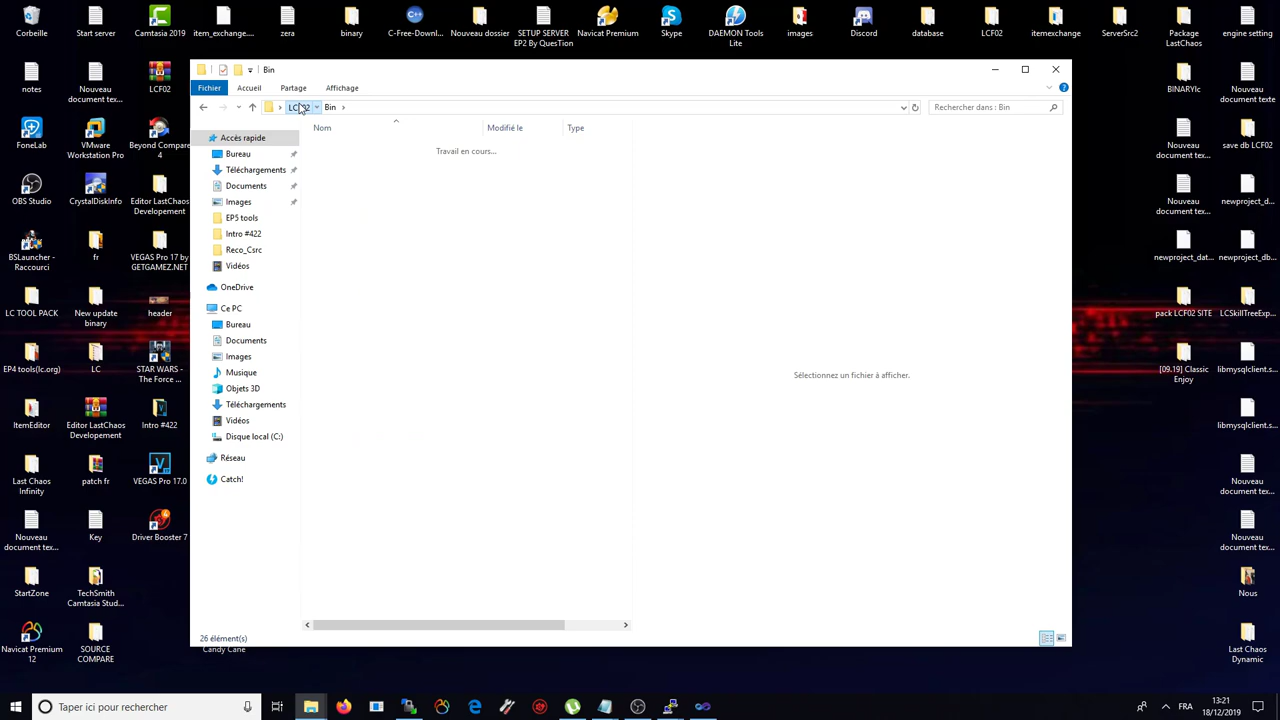 Corbeille
Start server
Camtasia 2019
item_exchange....
zera
binary
C-Free-Downl...
Nouveau dossier
SETUP SERVER
EP2 By QuesTion
Navicat Premium
Skype
DAEMON Tools
Lite
images
Discord
database
LCF02
itemexchange
ServerSrc2
Package
LastChaos
engine setting
notes
Nouveau
document tex...
LCF02
FoneLab
VMware
Workstation Pro
Beyond Compare
4
OBS Studio
CrystalDiskInfo
Editor LastChaos
Developement
BSLauncher -
Raccourci
fr
VEGAS Pro 17 by
GETGAMEZ.NET
LC TOOL PACK
New update
binary
header
EP4 tools(lc.org)
LC
STAR WARS -
The Force ...
ItemEditor
Editor LastChaos
Developement
Intro #422
Last Chaos
Infinity
patch fr
VEGAS Pro 17.0
Nouveau
document tex...
Key
Driver Booster 7
StartZone
TechSmith
Camtasia Stud...
Navicat Premium
12
SOURCE
COMPARE
Candy Cane
Bin
Fichier
Accueil
Partage
Affichage
LCF02
Bin
Rechercher dans : Bin
Nom
Modifié le
Type
Travail en cours...
Sélectionnez un fichier à afficher.
Accès rapide
Bureau
Téléchargements
Documents
Images
EP5 tools
Intro #422
Reco_Csrc
Vidéos
OneDrive
Ce PC
Bureau
Documents
Images
Musique
Objets 3D
Téléchargements
Vidéos
Disque local (C:)
Réseau
Catch!
26 élément(s)
BINARYlc
Nouveau texte
Nouveau
document tex...
save db LCF02
Nouveau
document tex...
newproject_da...
newproject_dat...
newproject_db...
pack LCF02 SITE
LCSkillTreeExp...
[09.19] Classic
Enjoy
libmysqlclient.s...
libmysqlclient.s...
Nouveau
document tex...
Nouveau
document tex...
Nous
Last Chaos
Dynamic
Taper ici pour rechercher
FRA
13:21
18/12/2019